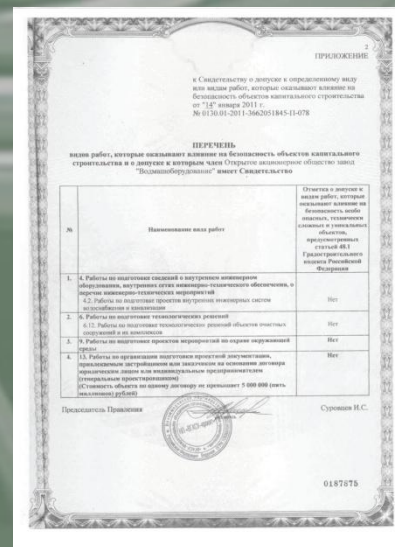 2
ПРИЛОЖЕНИЕ
к Свидетельству о допуске к определенному виду
или видам работ, которые оказывают влияние на
безопасность объектов капитального строительства
от "14" января 2011 г.
№ 0130.01-2011-3662051845-П-078
ПЕРЕЧЕНЬ
видов работ, которые оказывают влияние на безопасность объектов капитального
строительства и о допуске к которым член Открытое акционерное общество завод
"Водмашоборудование" имеет Свидетельство
№
Наименование вида работ
Отметка о допуске к
видам работ, которые
оказывают влияние на
безопасность особо
опасных, технически
сложных и уникальных
объектов,
предусмотренных
статьей 48.1
Градостроительного
кодекса Российской
Федерации
1. 4. Работы по подготовке сведений о внутреннем инженерном
оборудовании, внутренних сетях инженерно-технического обеспечения, о
перечне инженерно-технических мероприятий
4.2. Работы по подготовке проектов внутренних инженерных систем
водоснабжения и канализации
Нет
2. 6. Работы по подготовке технологических решений
6.12. Работы по подготовке технологических решений объектов очистных
сооружений и их комплексов
Нет
3. 9. Работы по подготовке проектов мероприятий по охране окружающей
среды
Нет
4. 13. Работы по организации подготовки проектной документации,
привлекаемым застройщиком или заказчиком на основании договора
юридическим лицом или индивидуальным предпринимателем
(генеральным проектировщиком)
(Стоимость объекта по одному договору не превышает 5 000 000 (пять
миллионов) рублей)
Нет
Председатель Правления
Суровцев И.С.
0187875